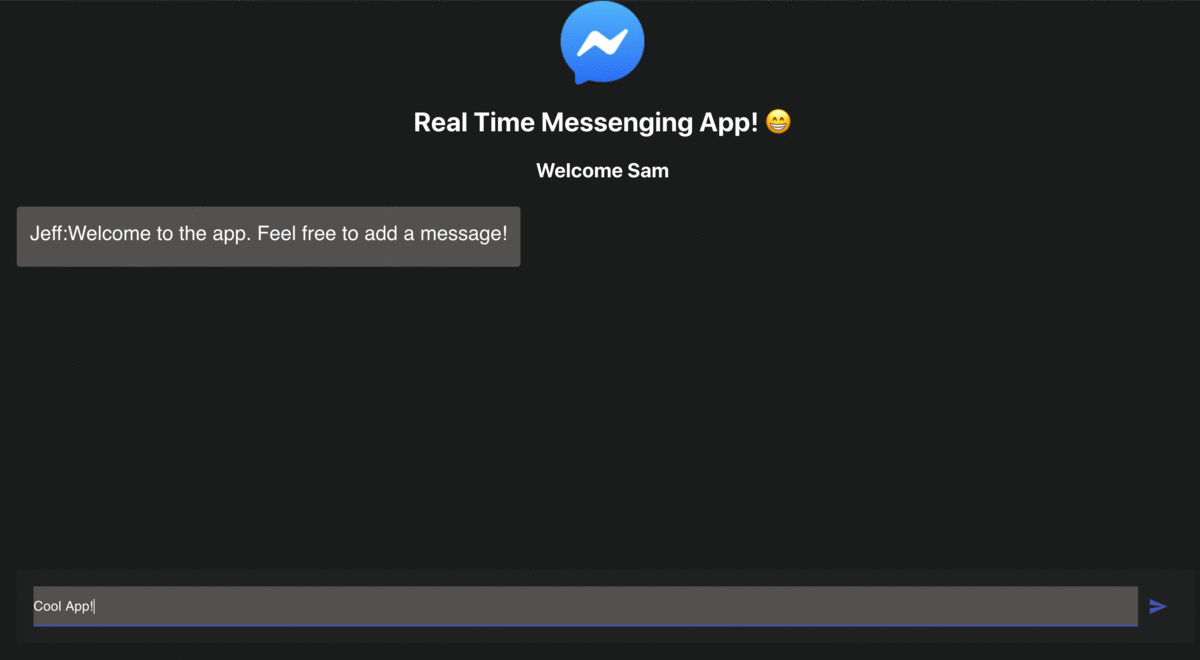 Real Time Messenging App! 😁
Welcome Sam
Jeff:Welcome to the app. Feel free to add a message!
Cool App!